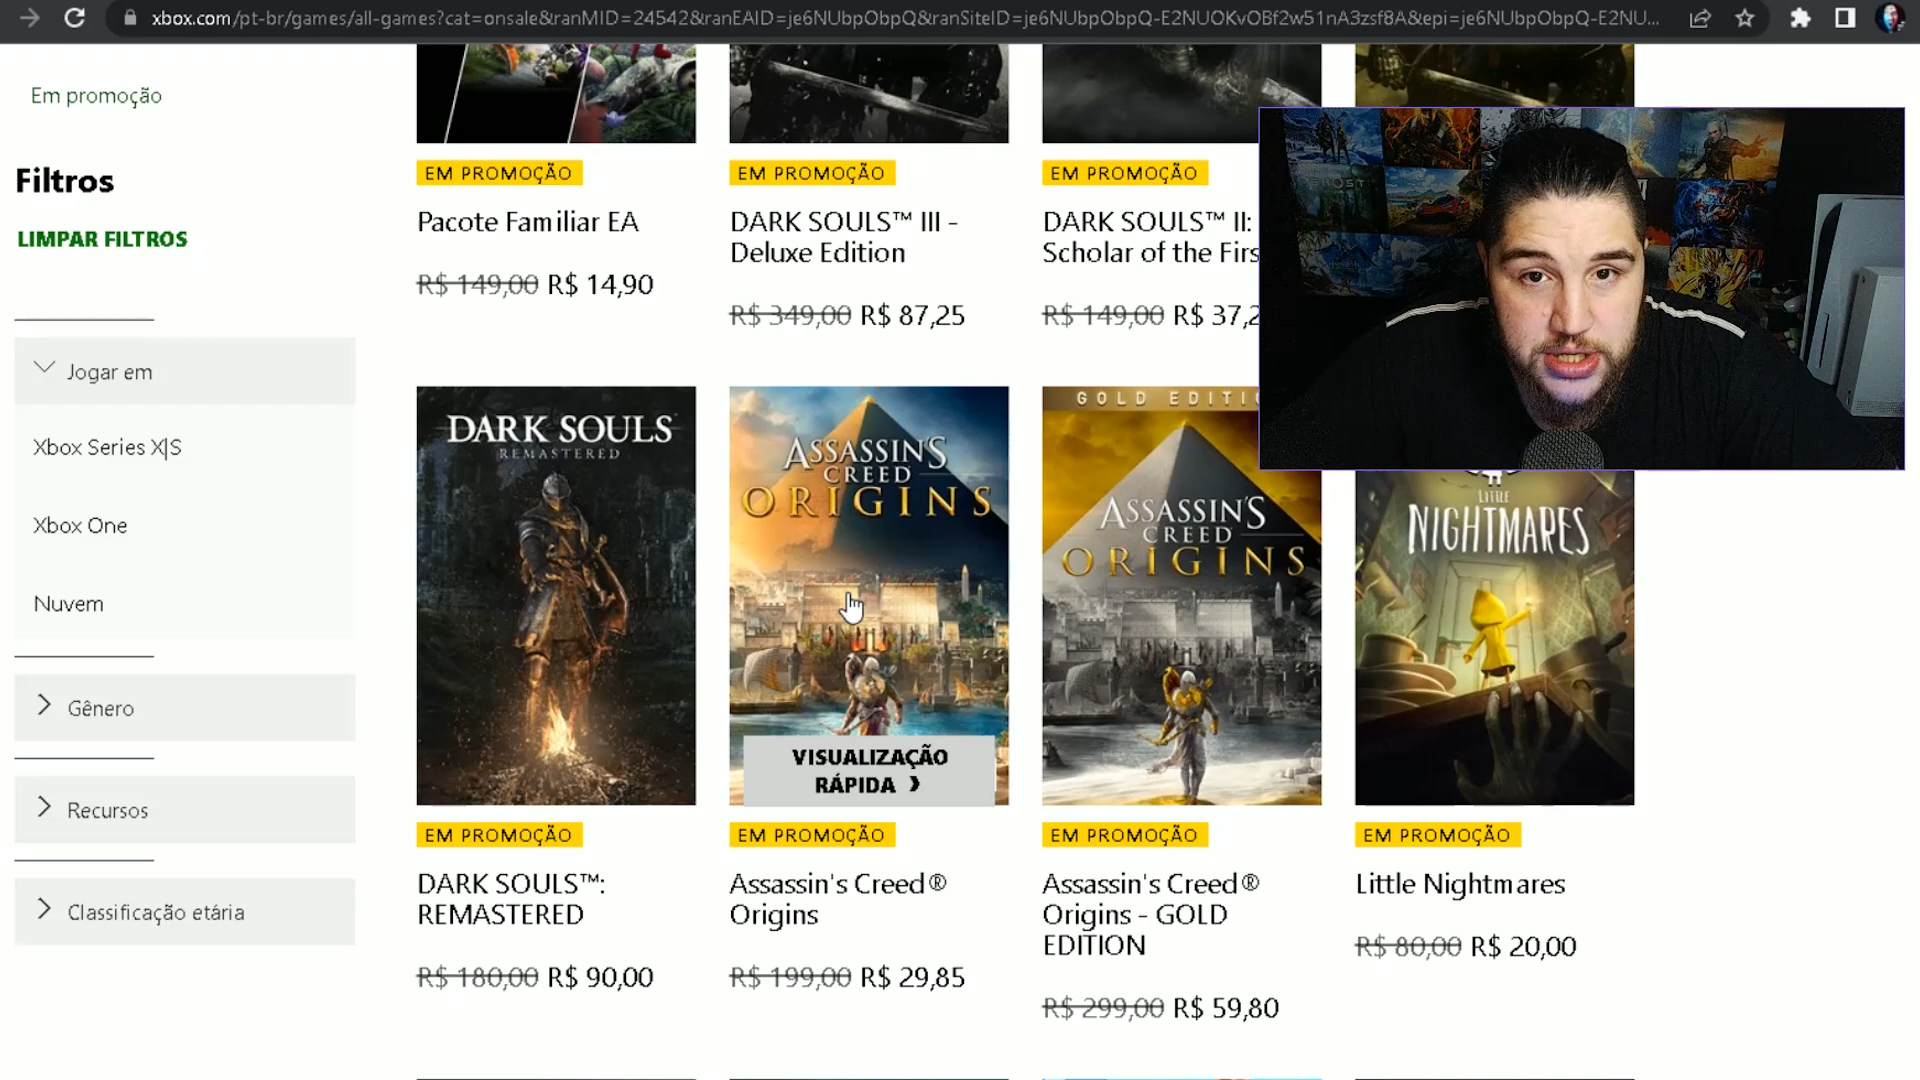 xbox.com/pt-br/games/all-games?cat=onsale&ranMID=24542&ranEAID=je6NUbpObpQ&ranSiteID=je6NUbpObpQ-E2NUOKvOBf2w51nA3zsf8A&epi=je6NUbpObpQ-E2NU...
Em promoção
Filtros
LIMPAR FILTROS
Jogar em
Xbox Series X|S
Xbox One
Nuvem
Gênero
Recursos
Classificação etária
EM PROMOÇÃO
Pacote Familiar EA
R$ 149,00 R$ 14,90
EM PROMOÇÃO
DARK SOULS™ III -
Deluxe Edition
R$ 349,00 R$ 87,25
EM PROMOÇÃO
DARK SOULS™ II:
Scholar of the Firs
R$ 149,00 R$ 37,2
GHOST
DARK SOULS
REMASTERED
EM PROMOÇÃO
DARK SOULS™:
REMASTERED
R$ 180,00 R$ 90,00
ASSASSIN'S
CREED
ORIGINS
VISUALIZAÇÃO
RÁPIDA
EM PROMOÇÃO
Assassin's Creed®
Origins
R$ 199,00 R$ 29,85
GOLD EDITIO
ASSASSIN'S
CREED
ORIGINS
EM PROMOÇÃO
Assassin's Creed®
Origins - GOLD
EDITION
R$ 299,00 R$ 59,80
LITTLE
NIGHTMARES
EM PROMOÇÃO
Little Nightmares
R$ 80,00 R$ 20,00